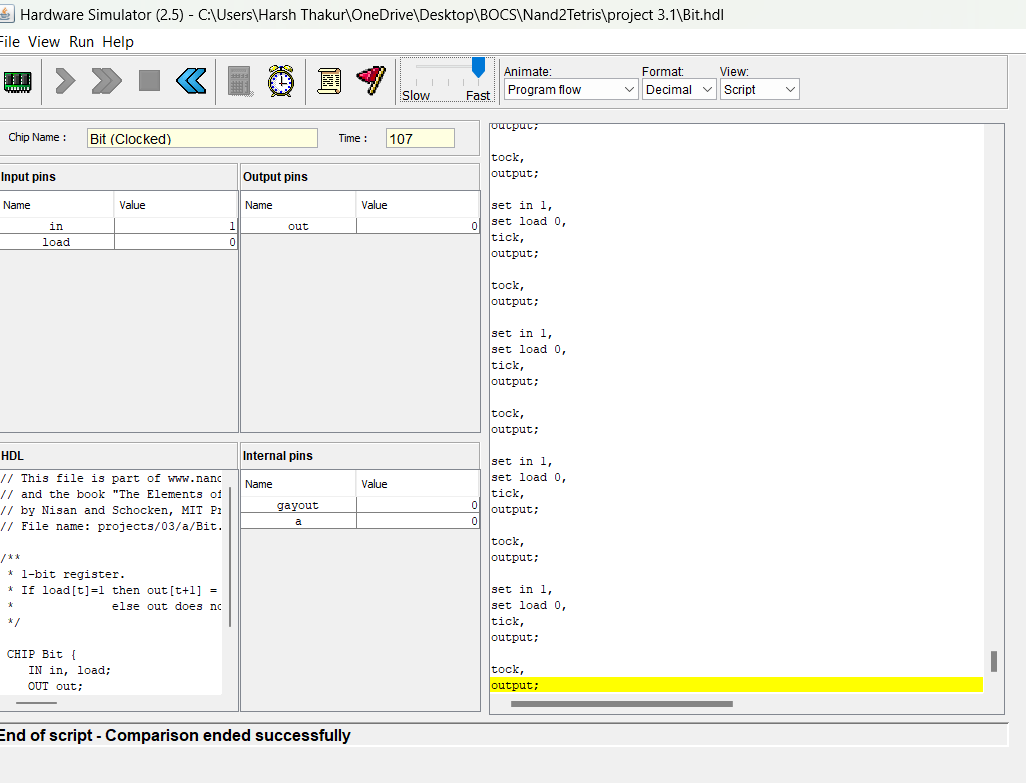 Hardware Simulator (2.5) - C:\Users\Harsh Thakur\OneDrive\Desktop\BOCS\Nand2Tetris\project 3.1\Bit.hdl
File View Run Help
Slow Fast
Animate: Format: View:
Program flow Decimal Script
Chip Name : Bit (Clocked) Time : 107
Input pins
Name Value
in 1
load 0
Output pins
Name Value
out 0
HDL
// This file is part of www.nand
// and the book "The Elements of
// by Nisan and Schocken, MIT Pr
// File name: projects/03/a/Bit.
/**
* 1-bit register.
* If load[t]=1 then out[t+1] =
* else out does no
*/
CHIP Bit {
IN in, load;
OUT out;
Internal pins
Name Value
gayout 0
a 0
output;
tock,
output;
set in 1,
set load 0,
tick,
output;
tock,
output;
set in 1,
set load 0,
tick,
output;
tock,
output;
set in 1,
set load 0,
tick,
output;
tock,
output;
set in 1,
set load 0,
tick,
output;
tock,
output;
End of script - Comparison ended successfully